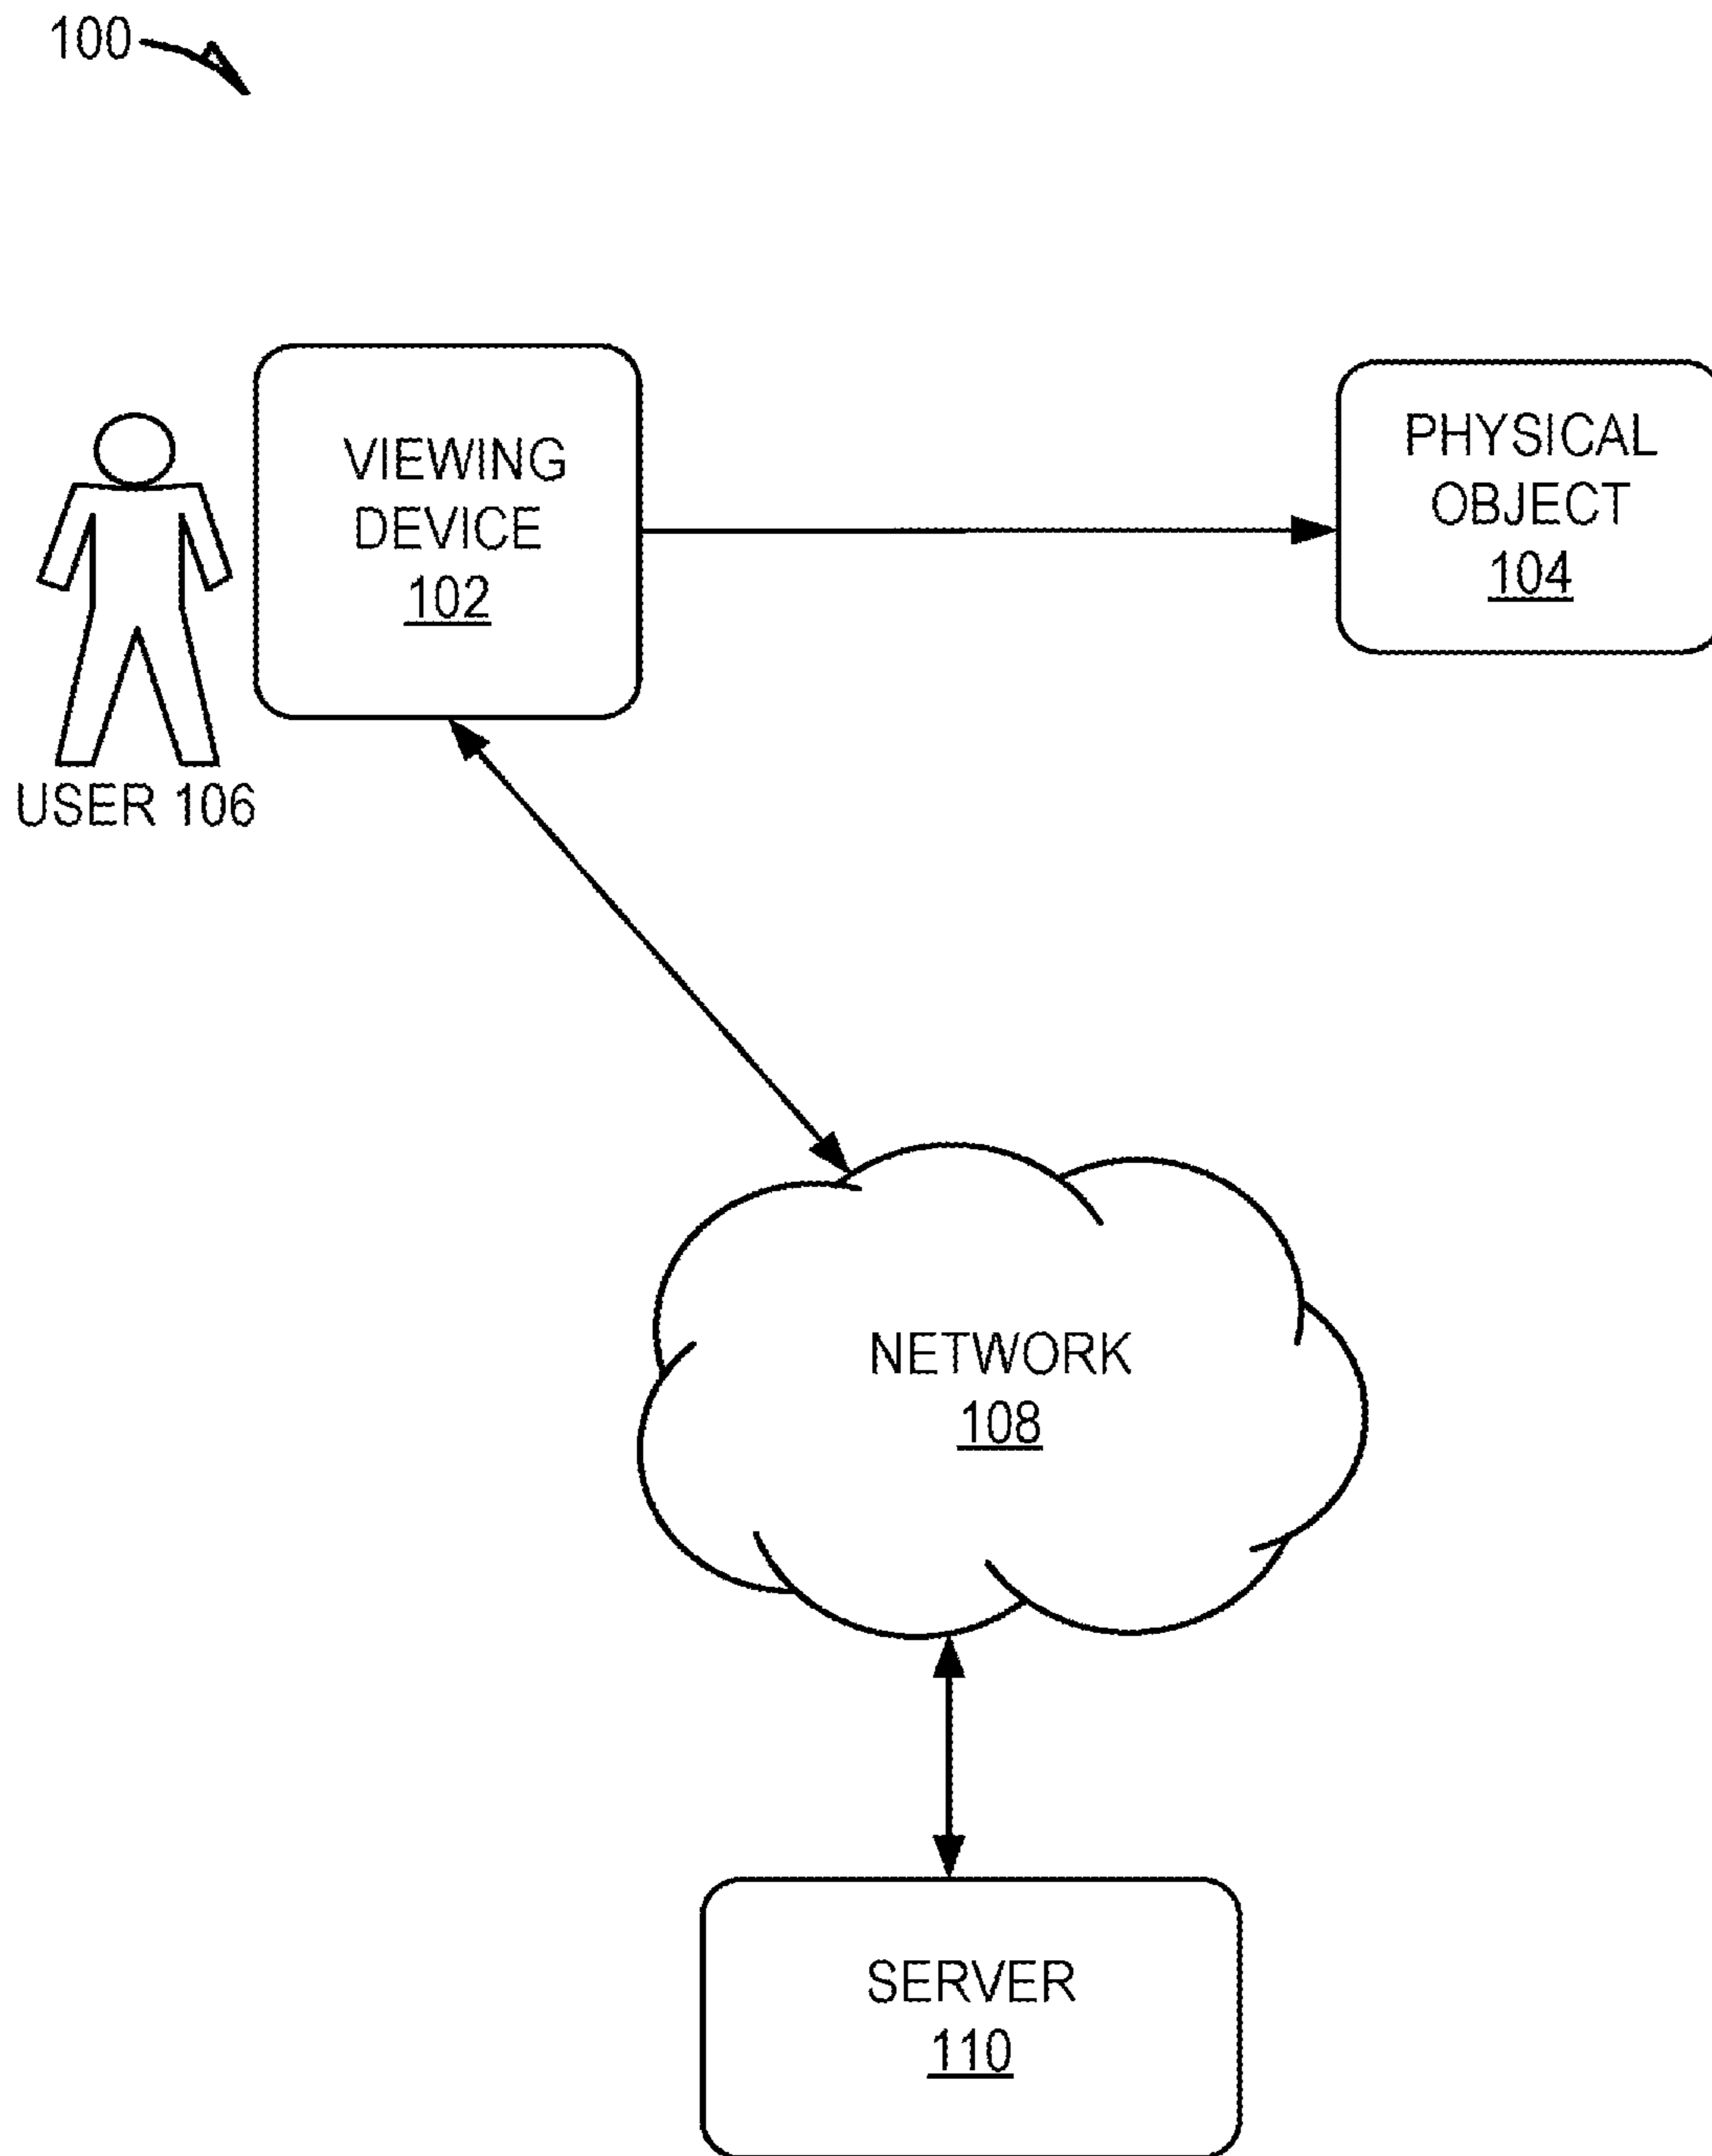 100
VIEWING
DEVICE
102
PHYSICAL
OBJECT
104
USER 106
NETWORK
108
SERVER
110